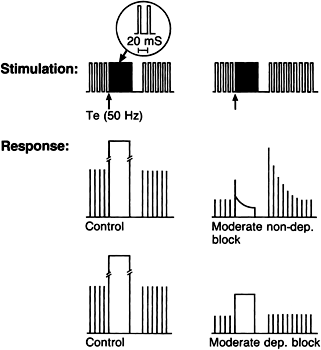 20 mS
Stimulation:
Te (50 Hz)
Response:
Control
Moderate non-dep.
block
Control
Moderate dep. block